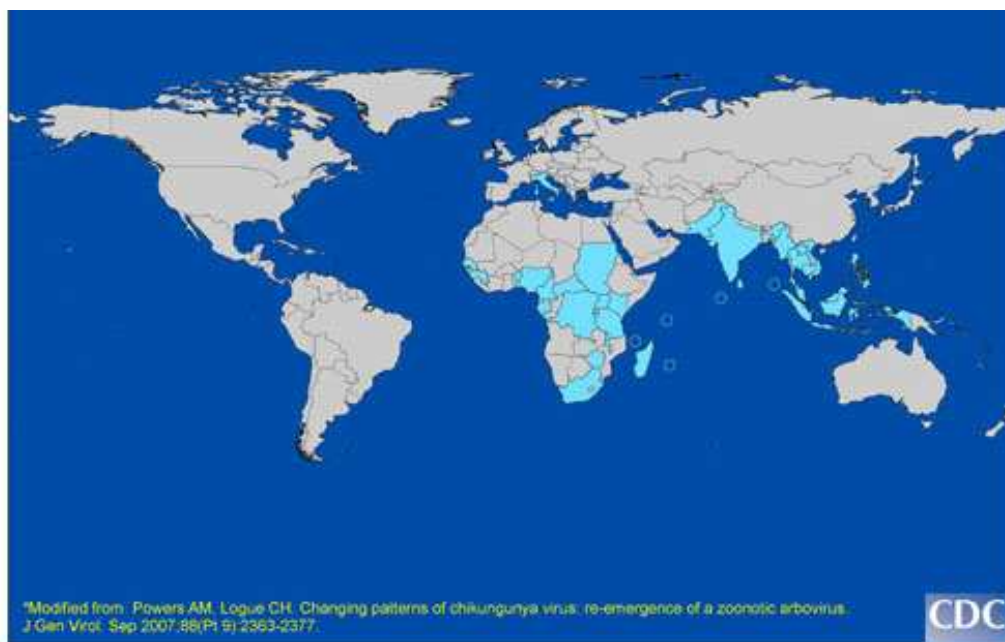 *Modified from Powers AM, Logue CH. Changing patterns of chikungunya virus: re-emergence of a zoonotic arbovirus.
J Gen Virol. Sep 2007;88(Pt 9) 2363-2377.
CDC